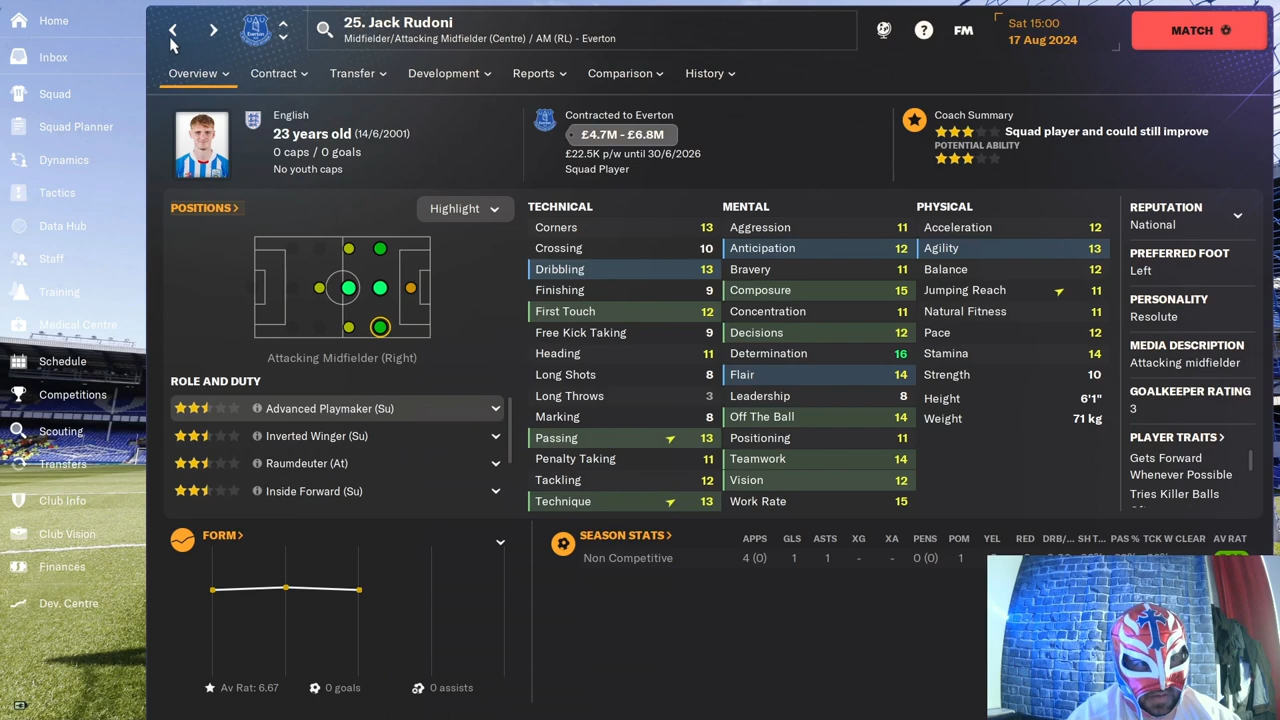 Home
Inbox
Squad
Squad Planner
Dynamics
Tactics
Data Hub
Staff
Training
Medical Centre
Schedule
Competitions
Scouting
Transfers
Club Info
Club Vision
Finances
Dev. Centre
25. Jack Rudoni
Midfielder/Attacking Midfielder (Centre) / AM (RL) - Everton
?
FM
Sat 15:00
17 Aug 2024
MATCH
Overview
Contract
Transfer
Development
Reports
Comparison
History
English
23 years old (14/6/2001)
0 caps / 0 goals
No youth caps
Contracted to Everton
£4.7M - £6.8M
£22.5K p/w until 30/6/2026
Squad Player
Coach Summary
Squad player and could still improve
POTENTIAL ABILITY
POSITIONS >
Highlight
Attacking Midfielder (Right)
ROLE AND DUTY
Advanced Playmaker (Su)
Inverted Winger (Su)
Raumdeuter (At)
Inside Forward (Su)
TECHNICAL
Corners 13
Crossing 10
Dribbling 13
Finishing 9
First Touch 12
Free Kick Taking 9
Heading 11
Long Shots 8
Long Throws 3
Marking 8
Passing 13
Penalty Taking 11
Tackling 12
Technique 13
MENTAL
Aggression 11
Anticipation 12
Bravery 11
Composure 15
Concentration 11
Decisions 12
Determination 16
Flair 14
Leadership 8
Off The Ball 14
Positioning 11
Teamwork 14
Vision 12
Work Rate 15
PHYSICAL
Acceleration 12
Agility 13
Balance 12
Jumping Reach 11
Natural Fitness 11
Pace 12
Stamina 14
Strength 10
Height 6'1"
Weight 71 kg
REPUTATION
National
PREFERRED FOOT
Left
PERSONALITY
Resolute
MEDIA DESCRIPTION
Attacking midfielder
GOALKEEPER RATING
3
PLAYER TRAITS >
Gets Forward
Whenever Possible
Tries Killer Balls
FORM >
Av Rat: 6.67
0 goals
0 assists
SEASON STATS >
APPS GLS ASTS XG XA PENS POM YEL RED DRB/... SH T... PAS % TCK W CLEAR AV RAT
Non Competitive 4 (0) 1 1 - - 0 (0) 1